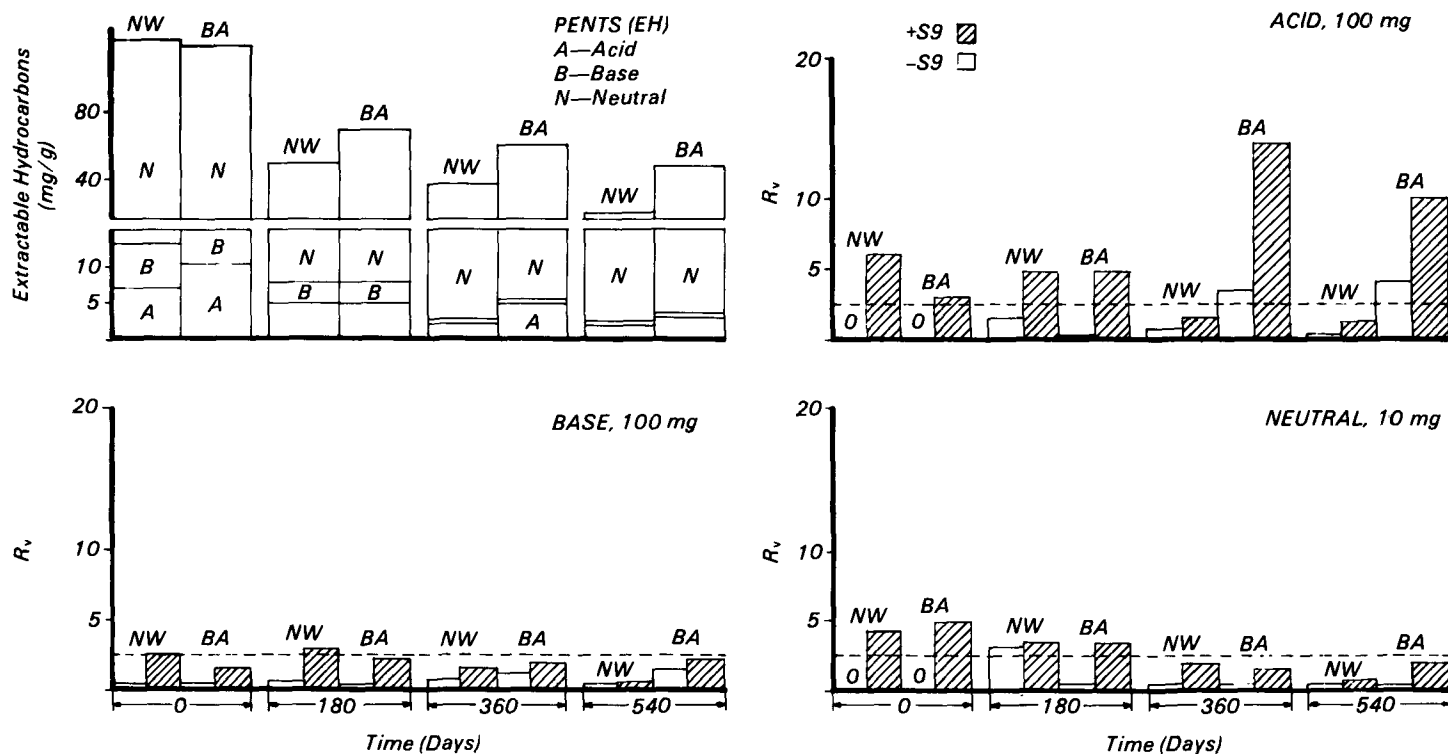 PENTS (EH)
A—Acid
B—Base
N—Neutral
Extractable Hydrocarbons
(mg/g)
80
40
10
5
NW
BA
NW
BA
NW
BA
NW
BA
N
N
B
B
A
A
N
N
B
B
N
N
A
N
N
+S9
-S9
ACID, 100 mg
Rv
20
10
5
NW
BA
NW
BA
NW
BA
NW
BA
0
0
BASE, 100 mg
Rv
20
10
5
NW
BA
NW
BA
NW
BA
NW
BA
0
180
360
540
Time (Days)
NEUTRAL, 10 mg
Rv
20
10
5
NW
BA
NW
BA
NW
BA
NW
BA
0
0
0
180
360
540
Time (Days)